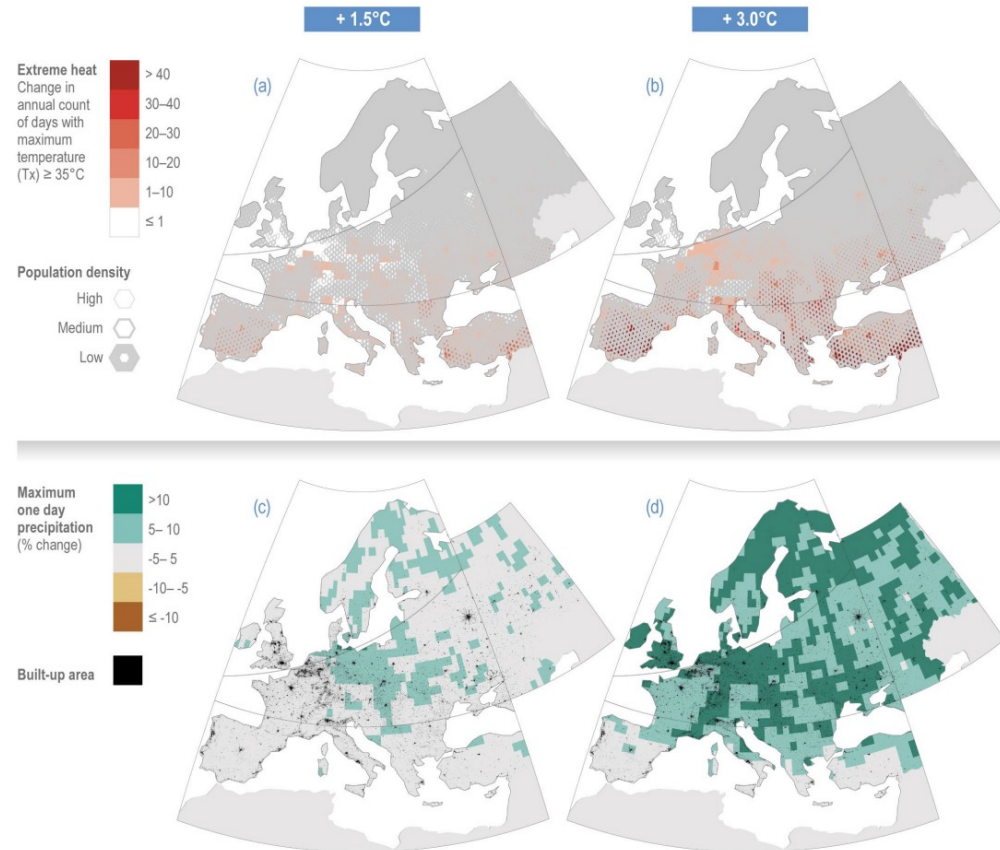 + 1.5°C
+ 3.0°C
Extreme heat
Change in
annual count
of days with
maximum
temperature
(Tx) ≥ 35°C
> 40
30–40
20–30
10–20
1–10
≤ 1
Population density
High
Medium
Low
(a)
(b)
Maximum
one day
precipitation
(% change)
>10
5– 10
-5– 5
-10– -5
≤ -10
Built-up area
(c)
(d)